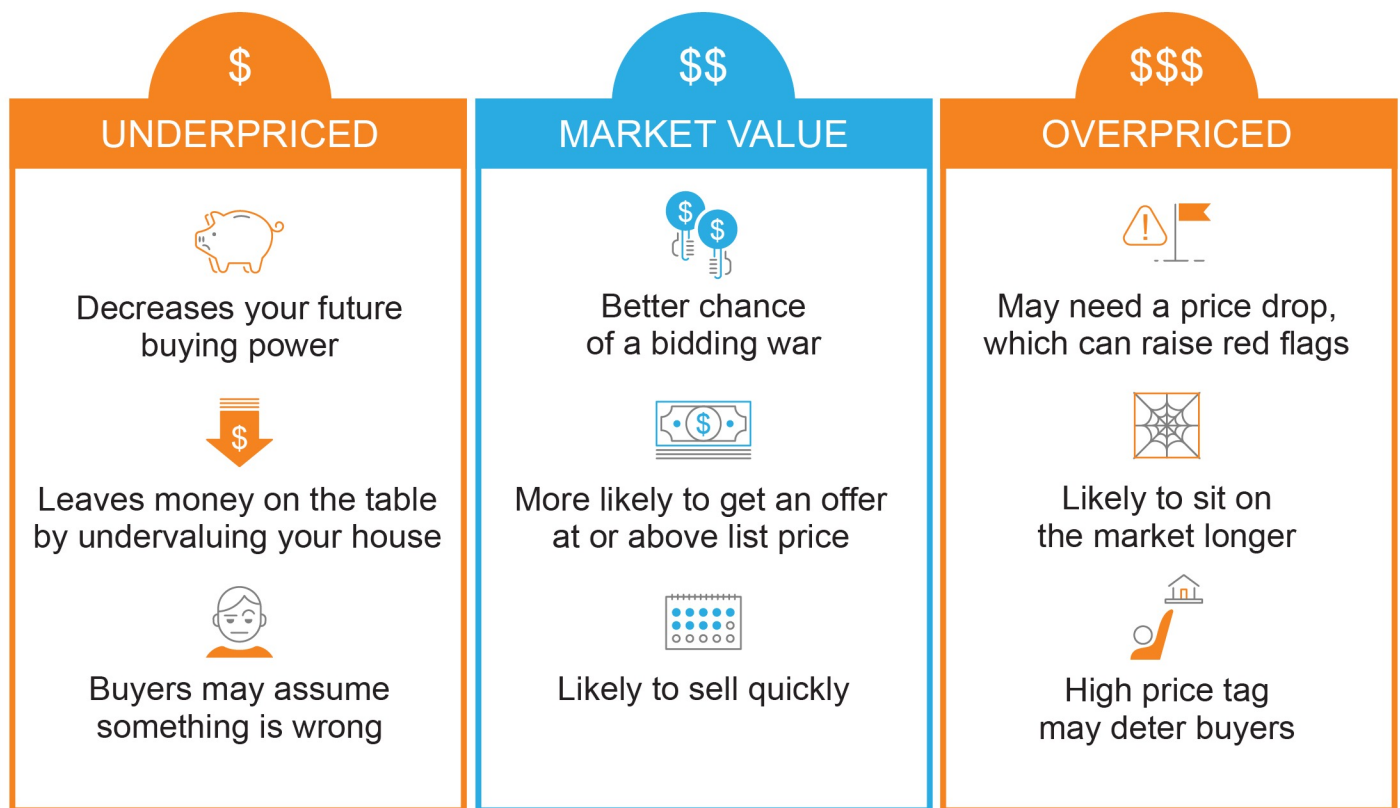 $
UNDERPRICED
Decreases your future
buying power
$
Leaves money on the table
by undervaluing your house
Buyers may assume
something is wrong
$$
MARKET VALUE
$
$
Better chance
of a bidding war
$
More likely to get an offer
at or above list price
Likely to sell quickly
$$$
OVERPRICED
!
May need a price drop,
which can raise red flags
Likely to sit on
the market longer
High price tag
may deter buyers